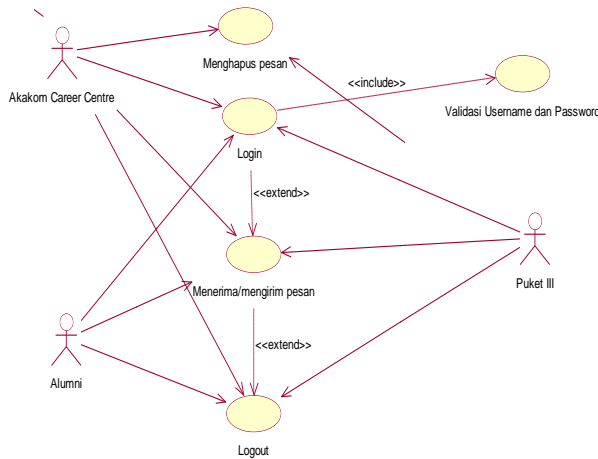 Menghapus pesan
<<include>>
Akakom Career Centre
Validasi Username dan Password
Login
<<extend>>
Menerima/mengirim pesan
Puket III
<<extend>>
Alumni
Logout